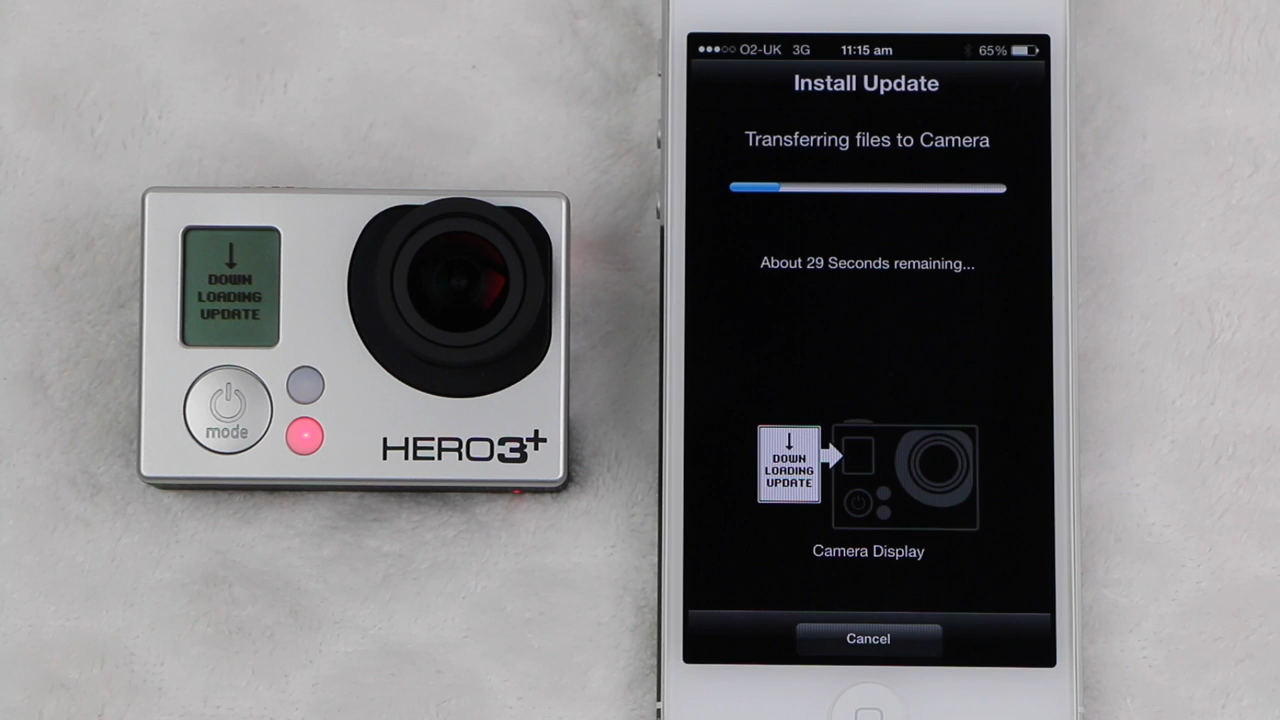 DOWN
LOADING
UPDATE
mode
HERO3+
O2-UK 3G 11:15 am 65%
Install Update
Transferring files to Camera
About 29 Seconds remaining...
DOWN
LOADING
UPDATE
Camera Display
Cancel